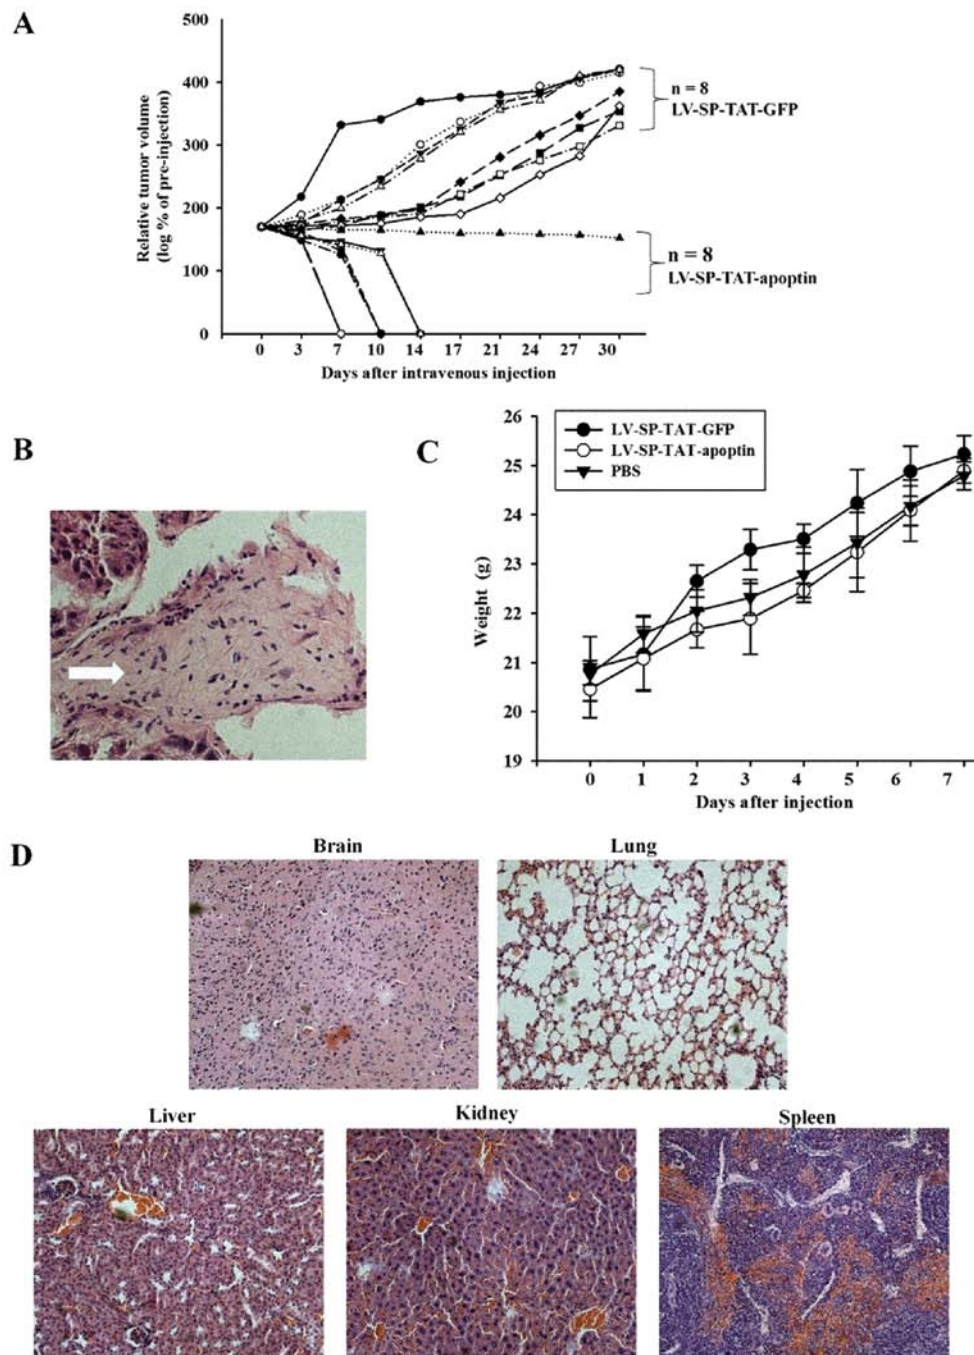 A
500
400
300
200
100
0
Relative tumor volume
(log % of pre-injection)
0 3 7 10 14 17 21 24 27 30
Days after intravenous injection
n = 8
LV-SP-TAT-GFP
n = 8
LV-SP-TAT-apoptin
B
C
26
25
24
23
22
21
20
19
Weight (g)
LV-SP-TAT-GFP
LV-SP-TAT-apoptin
PBS
0 1 2 3 4 5 6 7
Days after injection
D
Brain
Lung
Liver
Kidney
Spleen